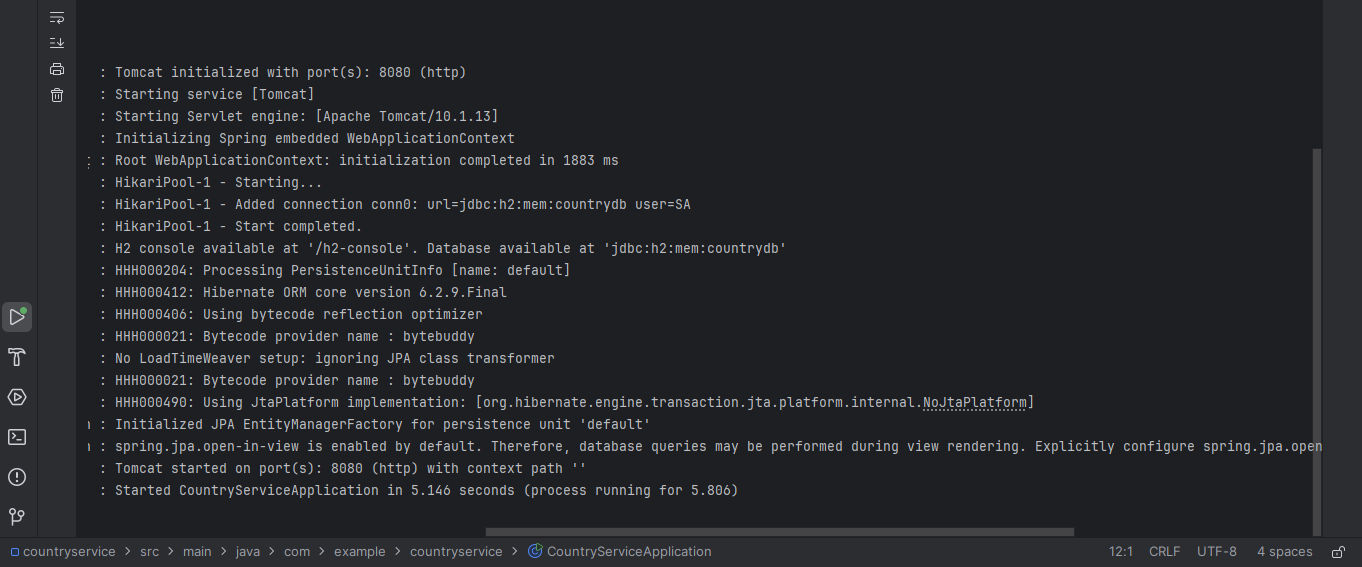 : Tomcat initialized with port(s): 8080 (http)
: Starting service [Tomcat]
: Starting Servlet engine: [Apache Tomcat/10.1.13]
: Initializing Spring embedded WebApplicationContext
: Root WebApplicationContext: initialization completed in 1883 ms
: HikariPool-1 - Starting...
: HikariPool-1 - Added connection conn0: url=jdbc:h2:mem:countrydb user=SA
: HikariPool-1 - Start completed.
: H2 console available at '/h2-console'. Database available at 'jdbc:h2:mem:countrydb'
: HHH000204: Processing PersistenceUnitInfo [name: default]
: HHH000412: Hibernate ORM core version 6.2.9.Final
: HHH000406: Using bytecode reflection optimizer
: HHH000021: Bytecode provider name : bytebuddy
: No LoadTimeWeaver setup: ignoring JPA class transformer
: HHH000021: Bytecode provider name : bytebuddy
: HHH000490: Using JtaPlatform implementation: [org.hibernate.engine.transaction.jta.platform.internal.NoJtaPlatform]
: Initialized JPA EntityManagerFactory for persistence unit 'default'
: spring.jpa.open-in-view is enabled by default. Therefore, database queries may be performed during view rendering. Explicitly configure spring.jpa.open
: Tomcat started on port(s): 8080 (http) with context path ''
: Started CountryServiceApplication in 5.146 seconds (process running for 5.806)
countryservice > src > main > java > com > example > countryservice > CountryServiceApplication 12:1 CRLF UTF-8 4 spaces